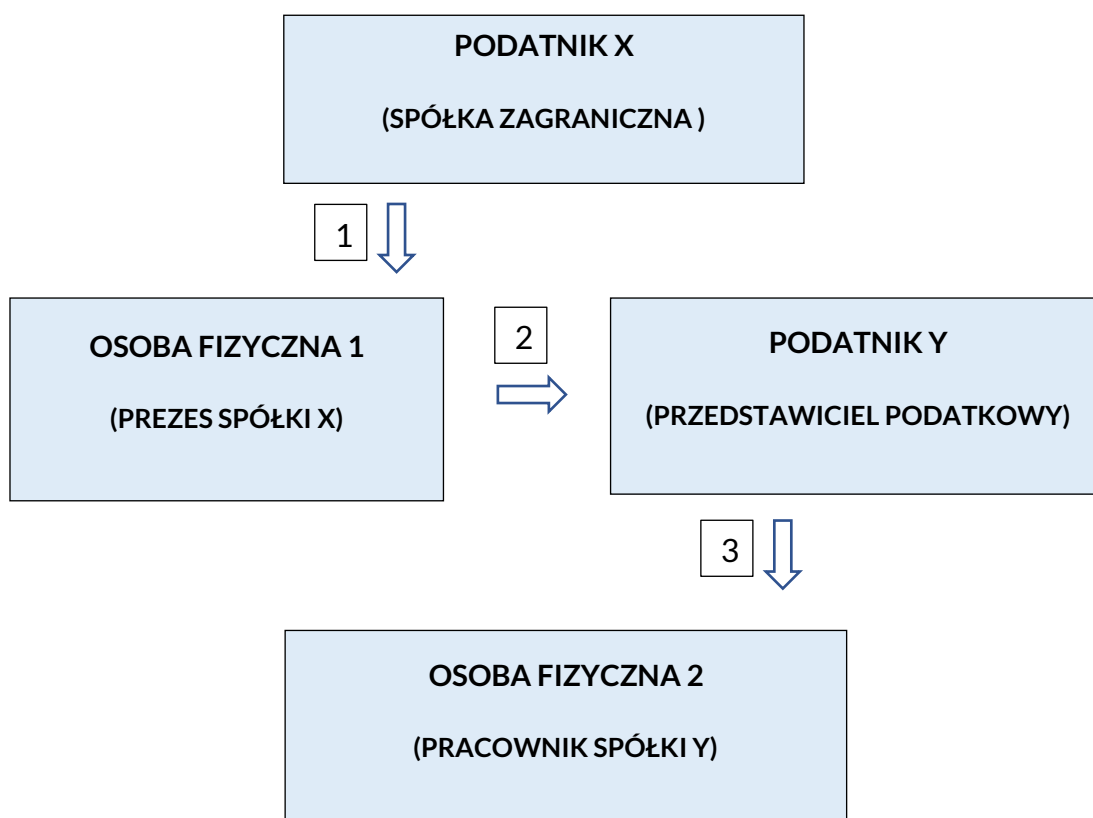 PODATNIK X
(SPÓŁKA ZAGRANICZNA )
1
OSOBA FIZYCZNA 1
(PREZES SPÓŁKI X)
2
PODATNIK Y
(PRZEDSTAWICIEL PODATKOWY)
3
OSOBA FIZYCZNA 2
(PRACOWNIK SPÓŁKI Y)